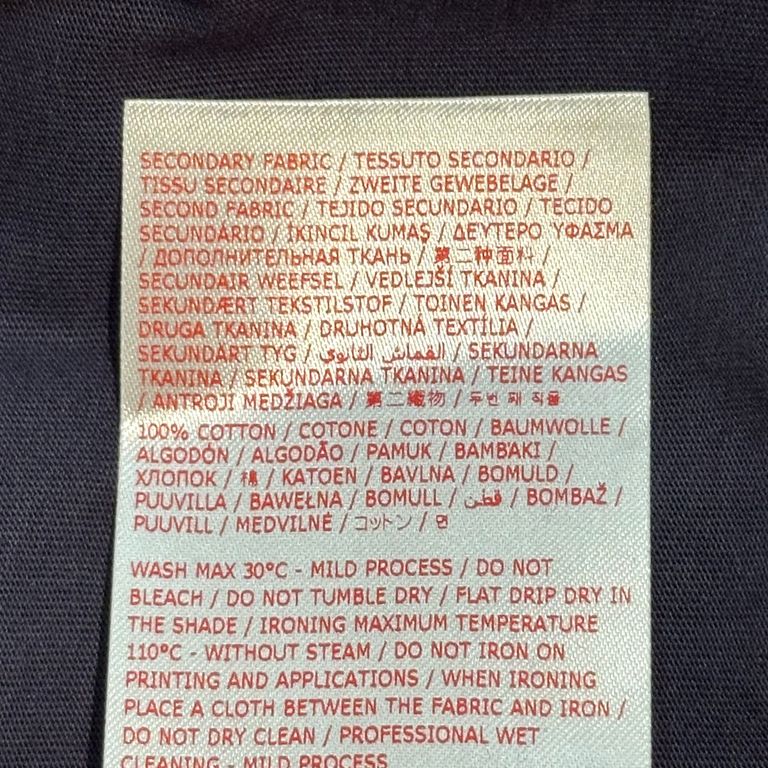 SECONDARY FABRIC / TESSUTO SECONDARIO /
TISSU SECONDAIRE / ZWEITE GEWEBELAGE /
SECOND FABRIC / TEJIDO SECUNDARIO / TECIDO
SECUNDÁRIO / İKINCIL KUMAŞ / ΔΕΥΤΕΡΟ ΥΦΑΣΜΑ
/ ДОПОЛНИТЕЛЬНАЯ ТКАНЬ / 第二种面料 /
SECUNDAIR WEEFSEL / VEDLEJŠÍ TKANINA /
SEKUNDÆRT TEKSTILSTOF / TOINEN KANGAS /
DRUGA TKANINA / DRUHOTNÁ TEXTÍLIA /
SEKUNDÄRT TYG / القماش الثانوي / SEKUNDARNA
TKANINA / SEKUNDARNA TKANINA / TEINE KANGAS
/ ANTROJI MEDŽIAGA / 第二織物 / 두번 째 직물
100% COTTON / COTONE / COTON / BAUMWOLLE /
ALGODÓN / ALGODÃO / PAMUK / ΒΑΜΒΆΚΙ /
ХЛОПОК / 棉 / KATOEN / BAVLNA / BOMULD /
PUUVILLA / BAWEŁNA / BOMULL / قطن / BOMBAŽ /
PUUVILL / MEDVILNĖ / コットン / 면
WASH MAX 30°C - MILD PROCESS / DO NOT
BLEACH / DO NOT TUMBLE DRY / FLAT DRIP DRY IN
THE SHADE / IRONING MAXIMUM TEMPERATURE
110°C - WITHOUT STEAM / DO NOT IRON ON
PRINTING AND APPLICATIONS / WHEN IRONING
PLACE A CLOTH BETWEEN THE FABRIC AND IRON /
DO NOT DRY CLEAN / PROFESSIONAL WET
CLEANING - MILD PROCESS